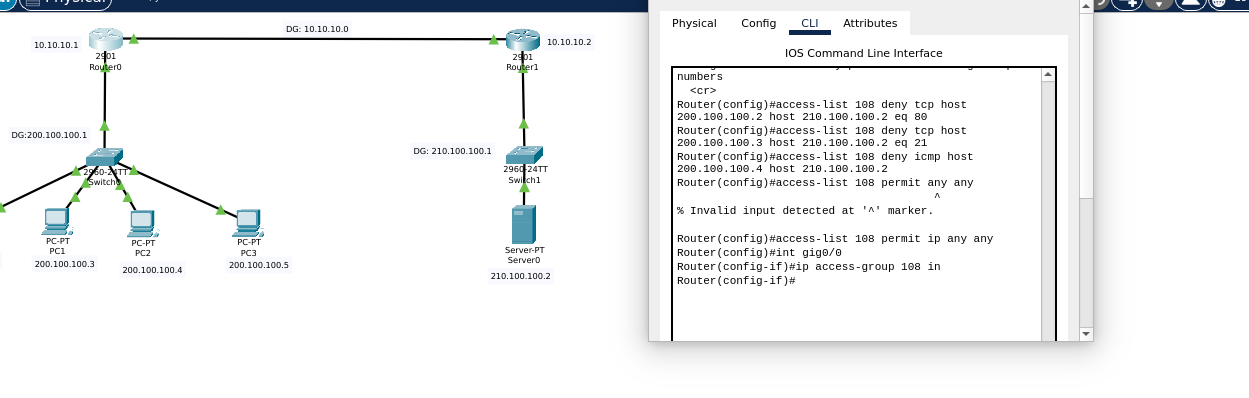 Physical
DG: 10.10.10.0
10.10.10.1
2901
Router0
10.10.10.2
2901
Router1
DG:200.100.100.1
2960-24TT
Switch0
DG: 210.100.100.1
2960-24TT
Switch1
PC-PT
PC1
200.100.100.3
PC-PT
PC2
200.100.100.4
PC-PT
PC3
200.100.100.5
Server-PT
Server0
210.100.100.2
Physical Config CLI Attributes
IOS Command Line Interface
numbers
<cr>
Router(config)#access-list 108 deny tcp host
200.100.100.2 host 210.100.100.2 eq 80
Router(config)#access-list 108 deny tcp host
200.100.100.3 host 210.100.100.2 eq 21
Router(config)#access-list 108 deny icmp host
200.100.100.4 host 210.100.100.2
Router(config)#access-list 108 permit any any
^
% Invalid input detected at '^' marker.
Router(config)#access-list 108 permit ip any any
Router(config)#int gig0/0
Router(config-if)#ip access-group 108 in
Router(config-if)#